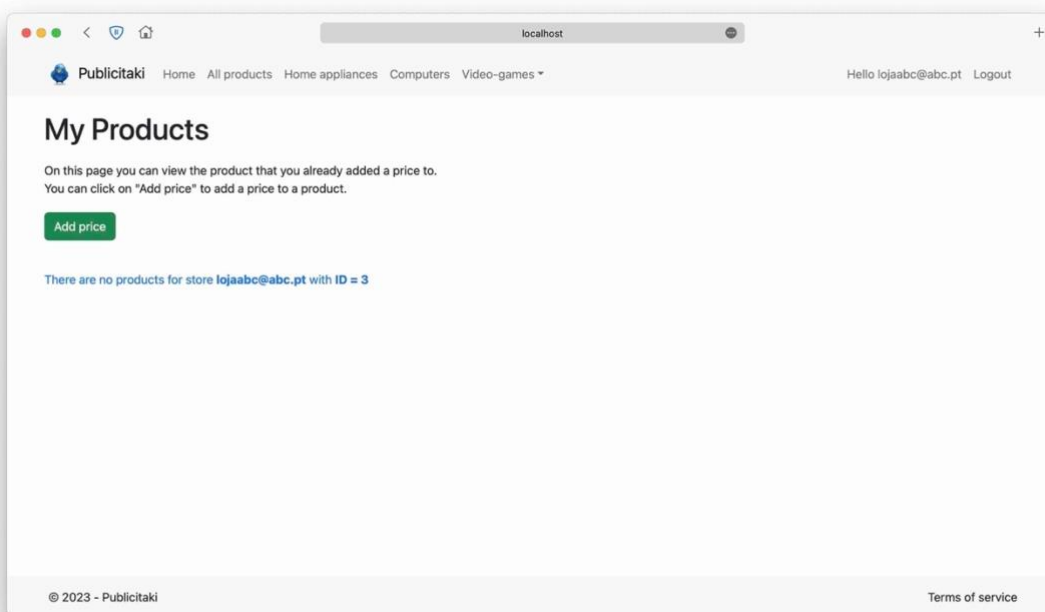 localhost
Publicitaki Home All products Home appliances Computers Video-games Hello lojaabc@abc.pt Logout
My Products
On this page you can view the product that you already added a price to.
You can click on "Add price" to add a price to a product.
Add price
There are no products for store lojaabc@abc.pt with ID = 3
© 2023 - Publicitaki Terms of service